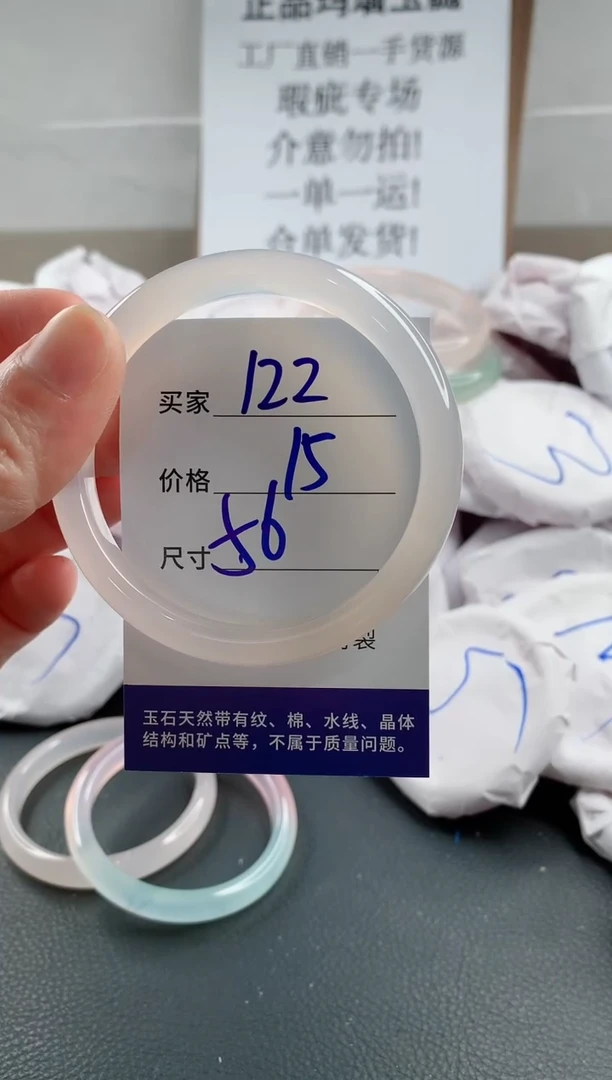 正品玛瑙玉镯
工厂直销一手货源
瑕疵专场
介意勿拍!
一单一运!
仓单发货!
买家 122
价格 15
尺寸 56
裂
玉石天然带有纹、棉、水线、晶体
结构和矿点等，不属于质量问题。
3